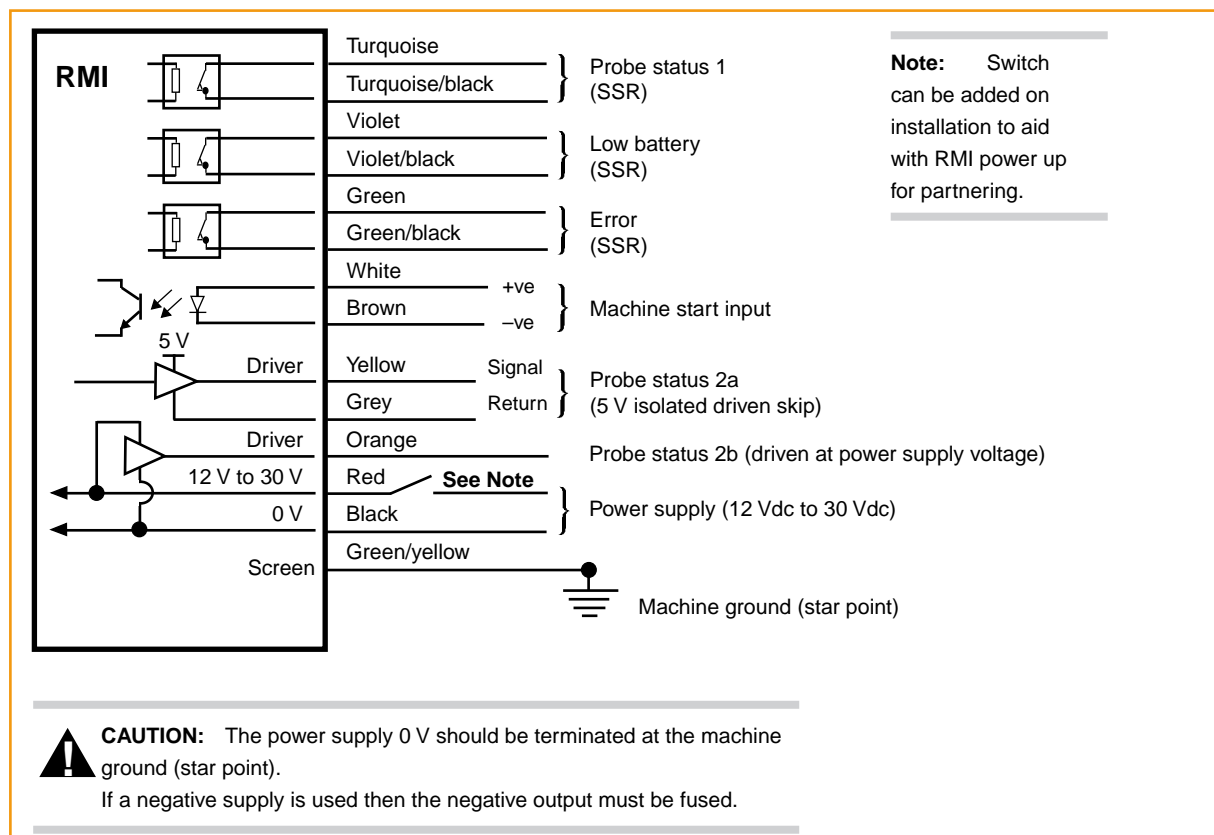 RMI
Turquoise
Turquoise/black
Probe status 1
(SSR)
Violet
Violet/black
Low battery
(SSR)
Green
Green/black
Error
(SSR)
White
+ve
Brown
–ve
Machine start input
5 V
Driver
Yellow
Signal
Grey
Return
Probe status 2a
(5 V isolated driven skip)
Driver
Orange
Probe status 2b (driven at power supply voltage)
12 V to 30 V
Red
See Note
0 V
Black
Power supply (12 Vdc to 30 Vdc)
Screen
Green/yellow
Machine ground (star point)
Note: Switch
can be added on
installation to aid
with RMI power up
for partnering.
CAUTION: The power supply 0 V should be terminated at the machine
ground (star point).
If a negative supply is used then the negative output must be fused.